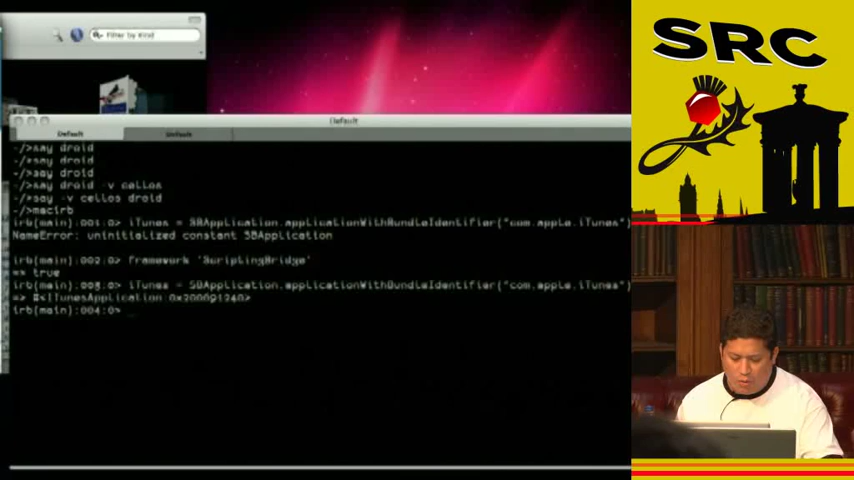 SRC
Filter by Kind
Default
Default
Default
~/>say droid
~/>say droid
~/>say droid
~/>say droid -v cellos
~/>say -v cellos droid
~/>macirb
irb(main):001:0> iTunes = SBApplication.applicationWithBundleIdentifier("com.apple.iTunes")
NameError: uninitialized constant SBApplication
irb(main):002:0> framework 'ScriptingBridge'
=> true
irb(main):003:0> iTunes = SBApplication.applicationWithBundleIdentifier("com.apple.iTunes")
=> #<ITunesApplication:0x200091240>
irb(main):004:0>